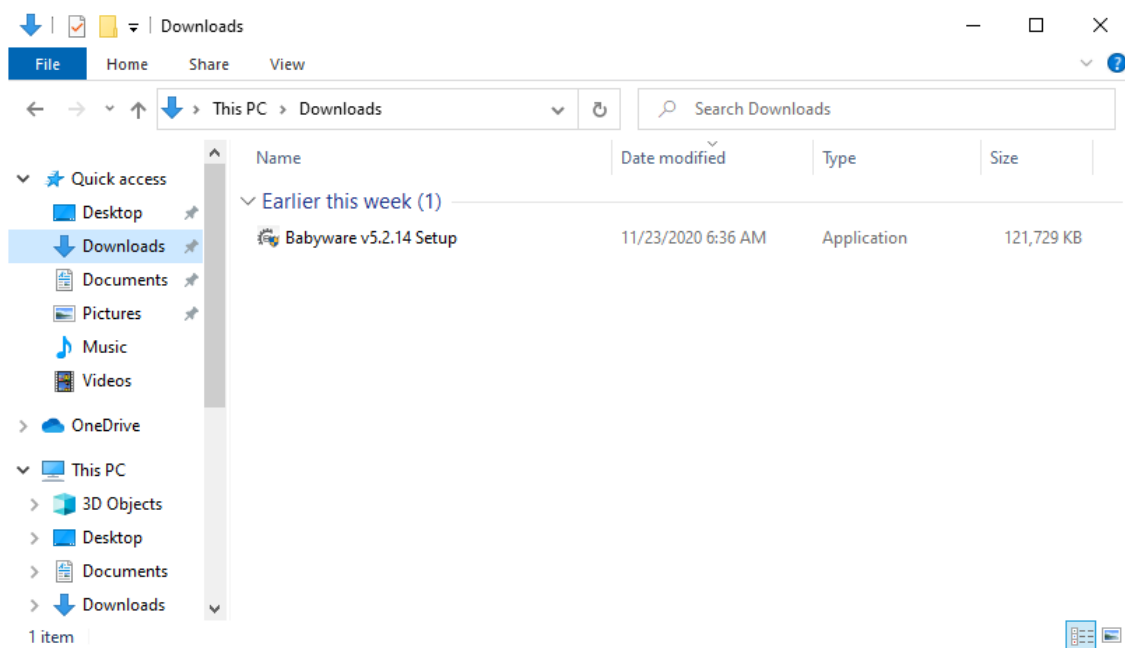 Downloads
File Home Share View
This PC Downloads Search Downloads
Name Date modified Type Size
Quick access
Earlier this week (1)
Desktop
Babyware v5.2.14 Setup 11/23/2020 6:36 AM Application 121,729 KB
Downloads
Documents
Pictures
Music
Videos
OneDrive
This PC
3D Objects
Desktop
Documents
Downloads
1 item